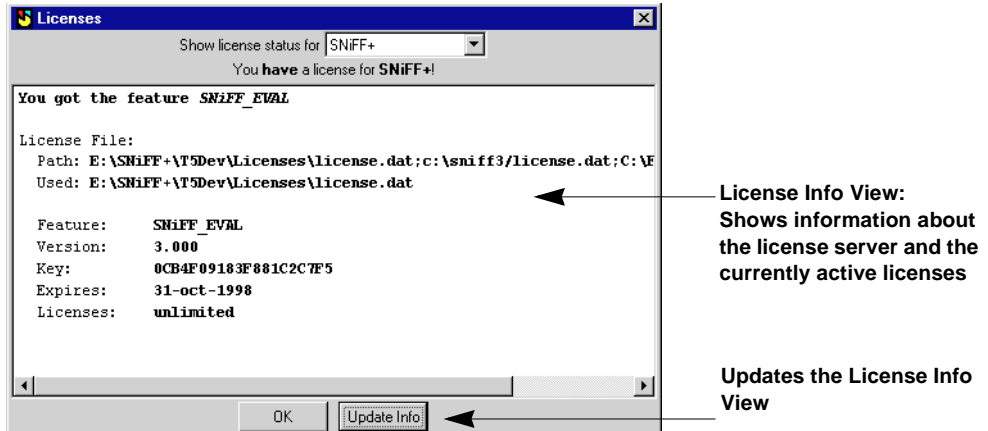 Licenses
Show license status for SNiFF+
You have a license for SNiFF+!
You got the feature SNiFF_EVAL
License File:
Path: E:\SNiFF+\T5Dev\Licenses\license.dat;c:\sniff3/license.dat;C:\F
Used: E:\SNiFF+\T5Dev\Licenses\license.dat
Feature: SNiFF_EVAL
Version: 3.000
Key: 0CB4F09183F881C2C7F5
Expires: 31-oct-1998
Licenses: unlimited
OK Update Info
License Info View:
Shows information about
the license server and the
currently active licenses
Updates the License Info
View